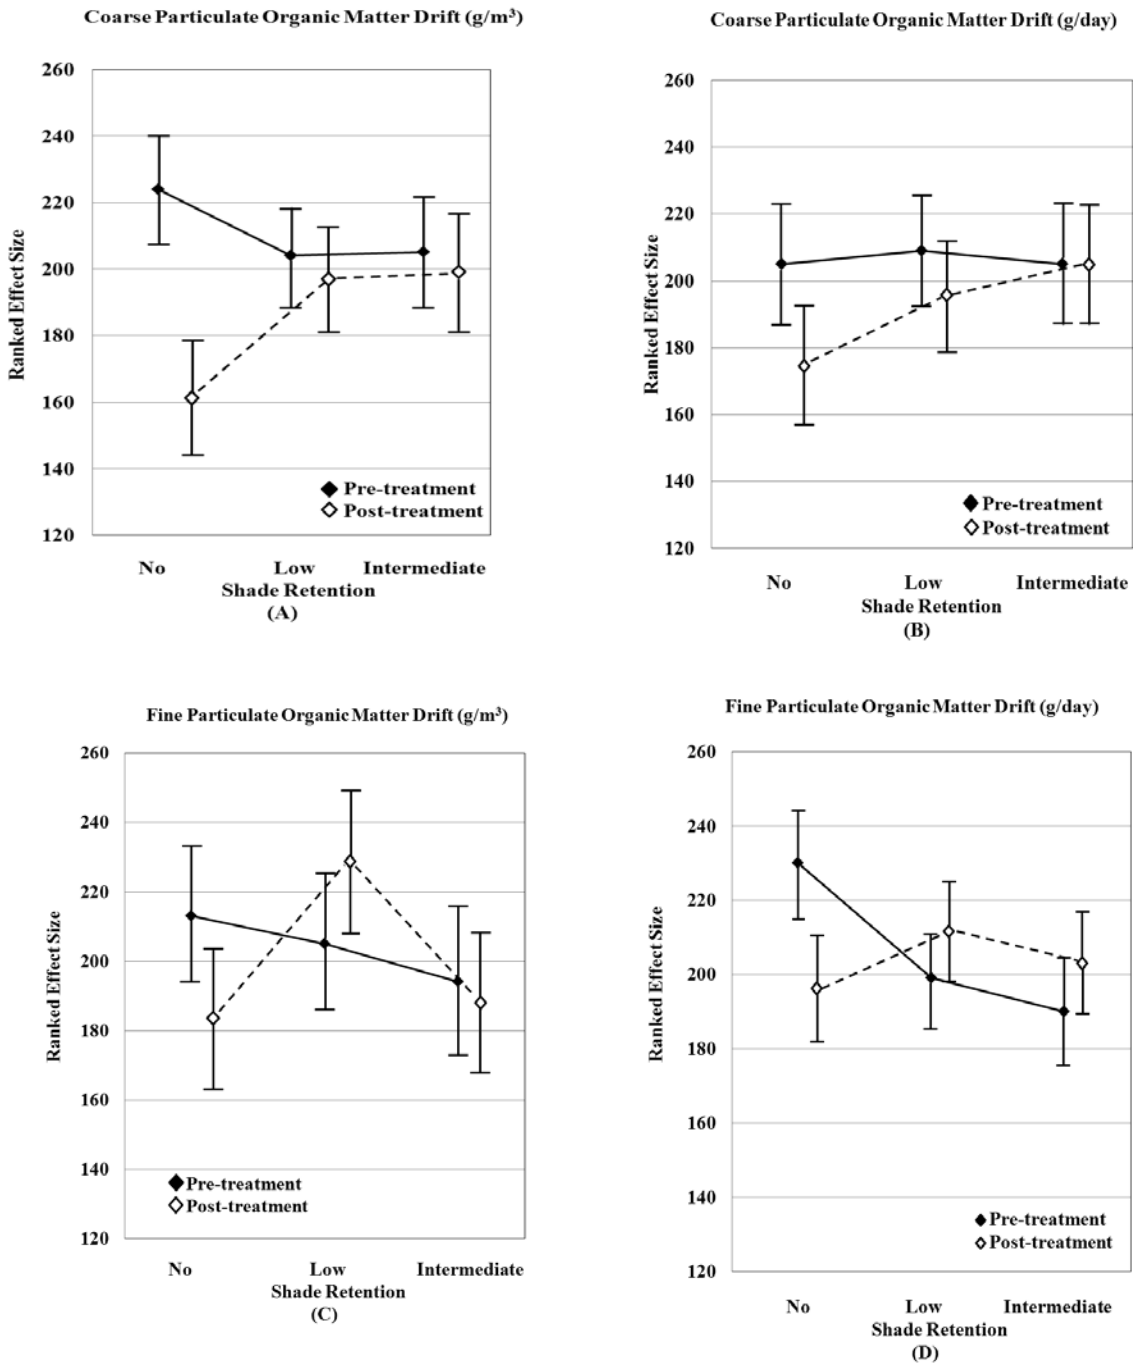 Coarse Particulate Organic Matter Drift (g/m³)
260
240
220
200
180
160
140
120
Ranked Effect Size
Pre-treatment
Post-treatment
No Low Intermediate
Shade Retention
(A)
Coarse Particulate Organic Matter Drift (g/day)
260
240
220
200
180
160
140
120
Ranked Effect Size
Pre-treatment
Post-treatment
No Low Intermediate
Shade Retention
(B)
Fine Particulate Organic Matter Drift (g/m³)
260
240
220
200
180
160
140
120
Ranked Effect Size
Pre-treatment
Post-treatment
No Low Intermediate
Shade Retention
(C)
Fine Particulate Organic Matter Drift (g/day)
260
240
220
200
180
160
140
120
Ranked Effect Size
Pre-treatment
Post-treatment
No Low Intermediate
Shade Retention
(D)